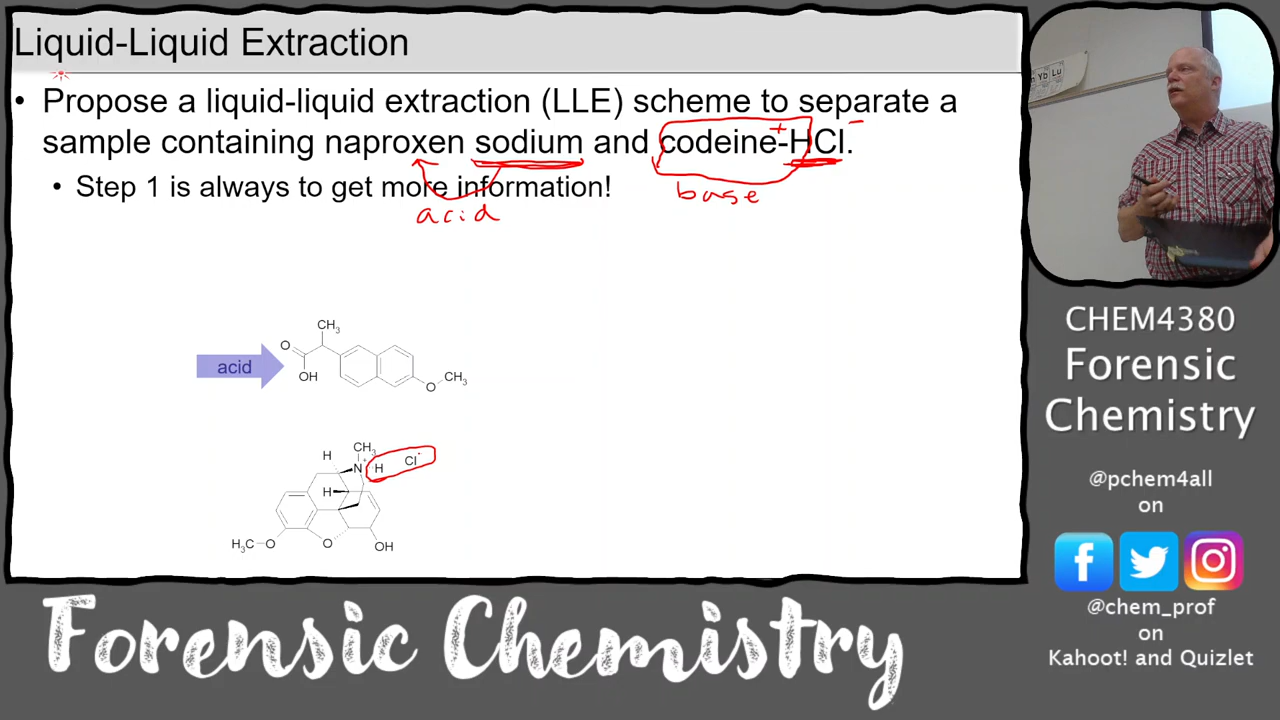 Liquid-Liquid Extraction
• Propose a liquid-liquid extraction (LLE) scheme to separate a
sample containing naproxen sodium and codeine-HCl.
+ −
• Step 1 is always to get more information!
acid
base
CH₃
O
OH
O
CH₃
acid
CH₃
H
N⁺
H
Cl⁻
H
H₃C
O
O
OH
Yb Lu
CHEM4380
Forensic
Chemistry
@pchem4all
on
f
@chem_prof
on
Kahoot! and Quizlet
Forensic Chemistry